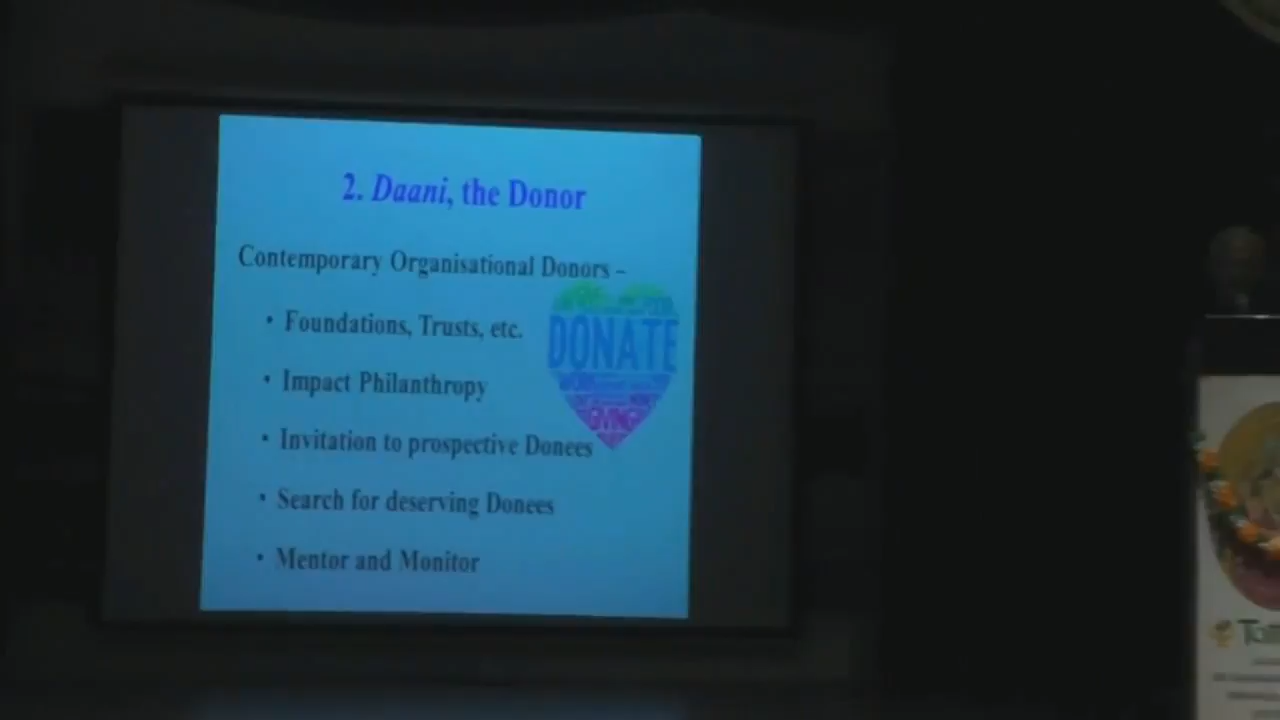 2. Daani, the Donor
Contemporary Organisational Donors –
• Foundations, Trusts, etc.
DONATE
• Impact Philanthropy
GIVING
• Invitation to prospective Donees
• Search for deserving Donees
• Mentor and Monitor